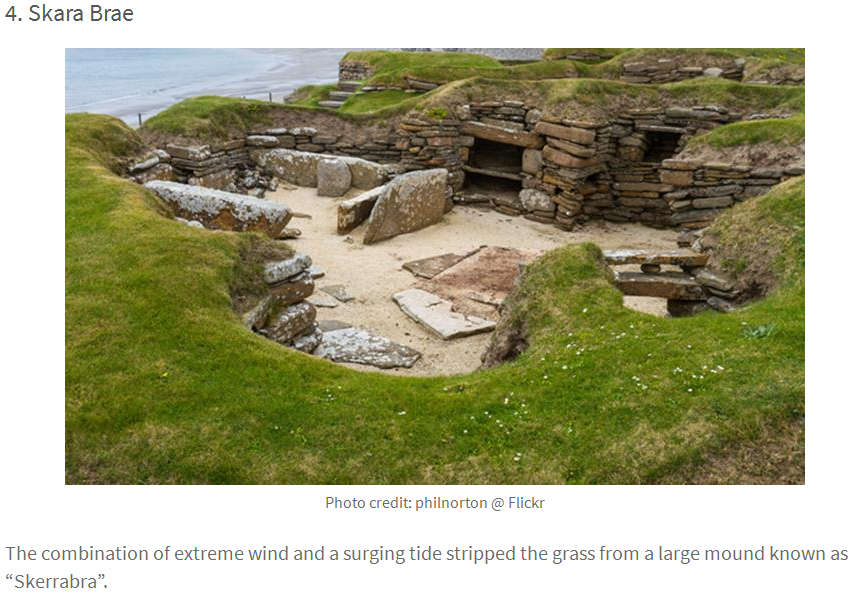 4. Skara Brae
Photo credit: philnorton @ Flickr
The combination of extreme wind and a surging tide stripped the grass from a large mound known as
“Skerrabra”.